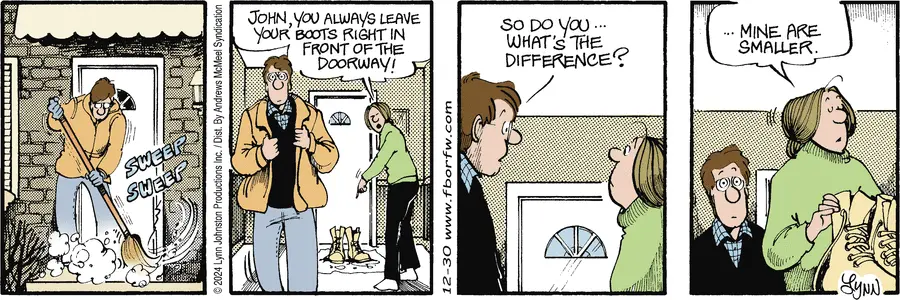 SWEEP
SWEEP
© 2024 Lynn Johnston Productions Inc. / Dist. By Andrews McMeel Syndication
JOHN, YOU ALWAYS LEAVE
YOUR BOOTS RIGHT IN
FRONT OF THE
DOORWAY!
12-30 www.fborfw.com
SO DO YOU ...
WHAT'S THE
DIFFERENCE?
... MINE ARE
SMALLER.
LYNN